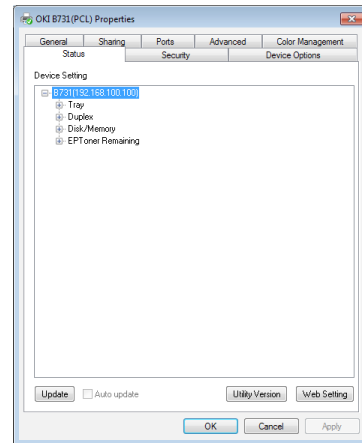 OKI B731(PCL) Properties
General Sharing Ports Advanced Color Management
Status Security Device Options
Device Setting
B731(192.168.100.100)
Tray
Duplex
Disk/Memory
EPToner Remaining
Update Auto update Utility Version Web Setting
OK Cancel Apply